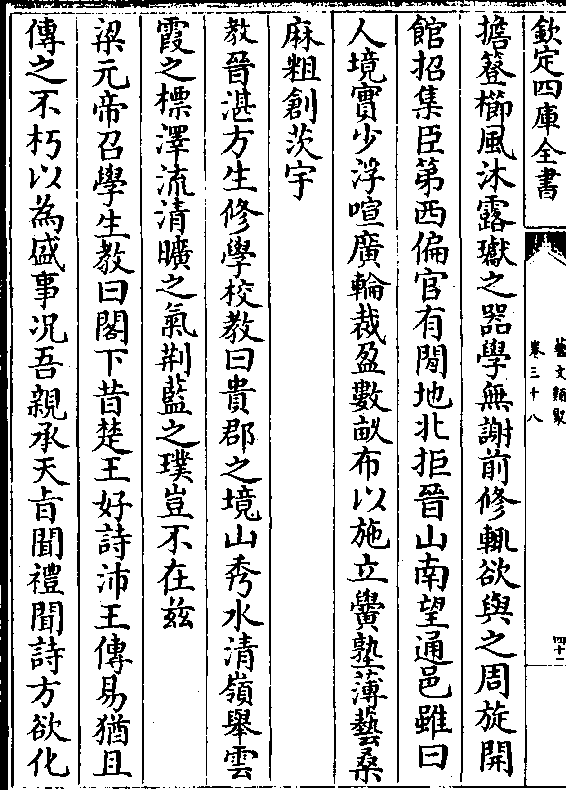 欽定四庫全書
藝文類聚
卷三十八
四十二
擔簦櫛風沐露瓛之器學無謝前修輒欲與之周旋開
館招集臣第西偏官有閒地北拒晉山南望通邑雖曰
人境實少浮喧廣輪裁盈數畝布以施立黌塾薄藝桑
麻粗創茨宇
教晉湛方生修學校教曰貴郡之境山秀水清嶺舉雲
霞之標澤流清曠之氣荆藍之璞豈不在茲
梁元帝召學生教曰閣下昔楚王好詩沛王傳易猶且
傳之不朽以為盛事況吾親承天旨聞禮聞詩方欲化